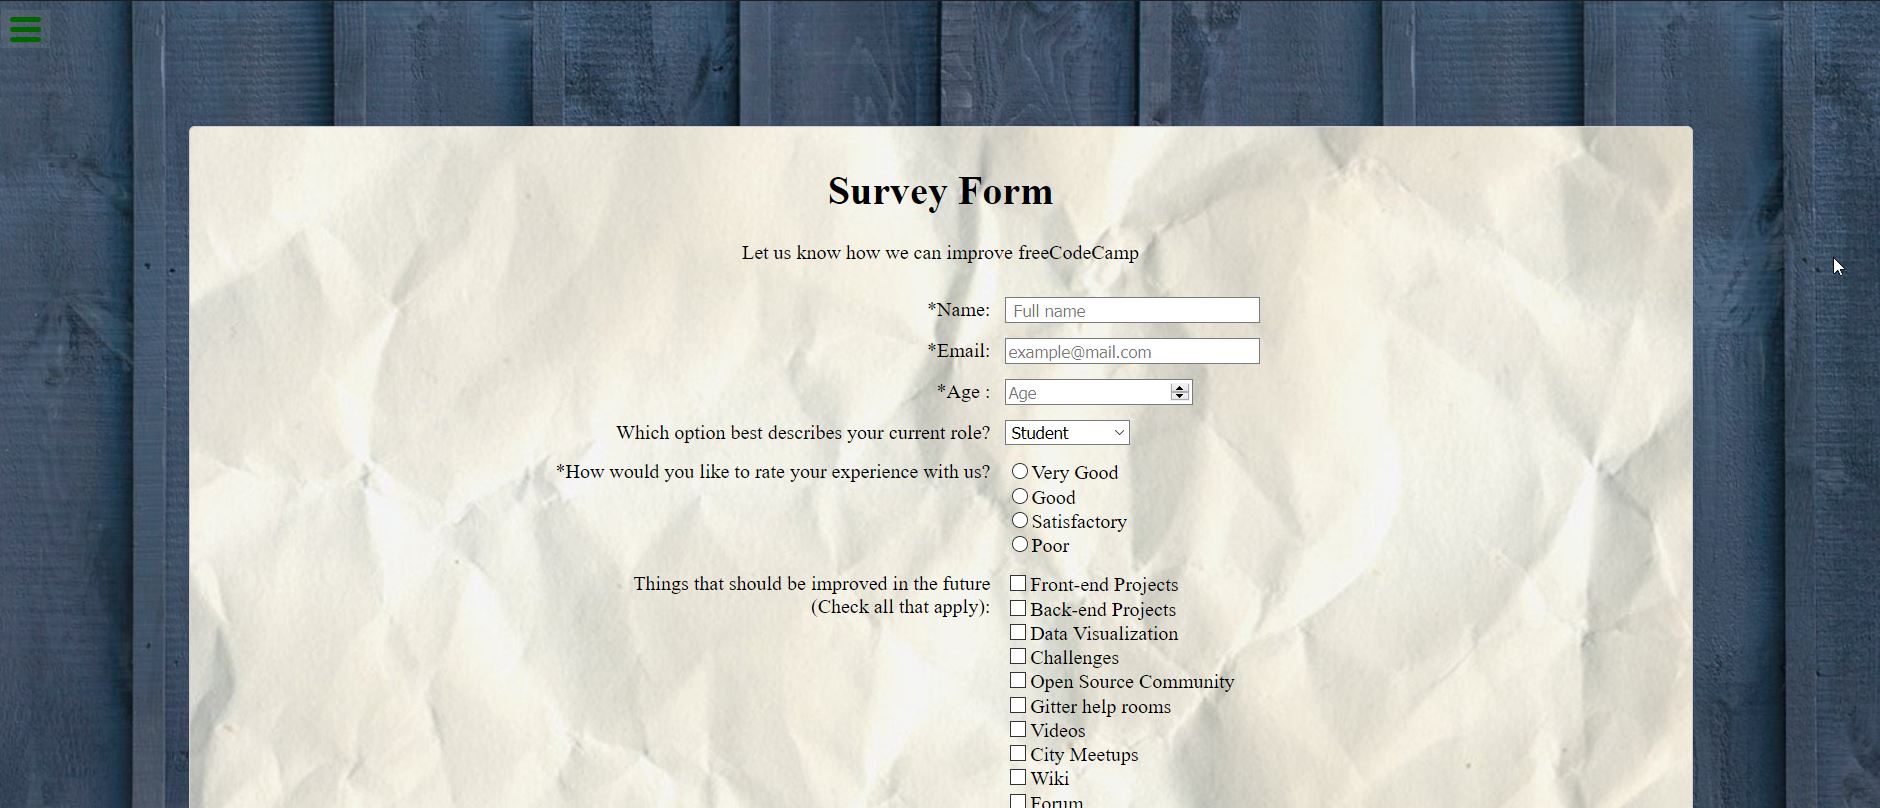 Survey Form
Let us know how we can improve freeCodeCamp
*Name: Full name
*Email: example@mail.com
*Age : Age
Which option best describes your current role? Student
*How would you like to rate your experience with us? Very Good
Good
Satisfactory
Poor
Things that should be improved in the future Front-end Projects
(Check all that apply): Back-end Projects
Data Visualization
Challenges
Open Source Community
Gitter help rooms
Videos
City Meetups
Wiki
Forum